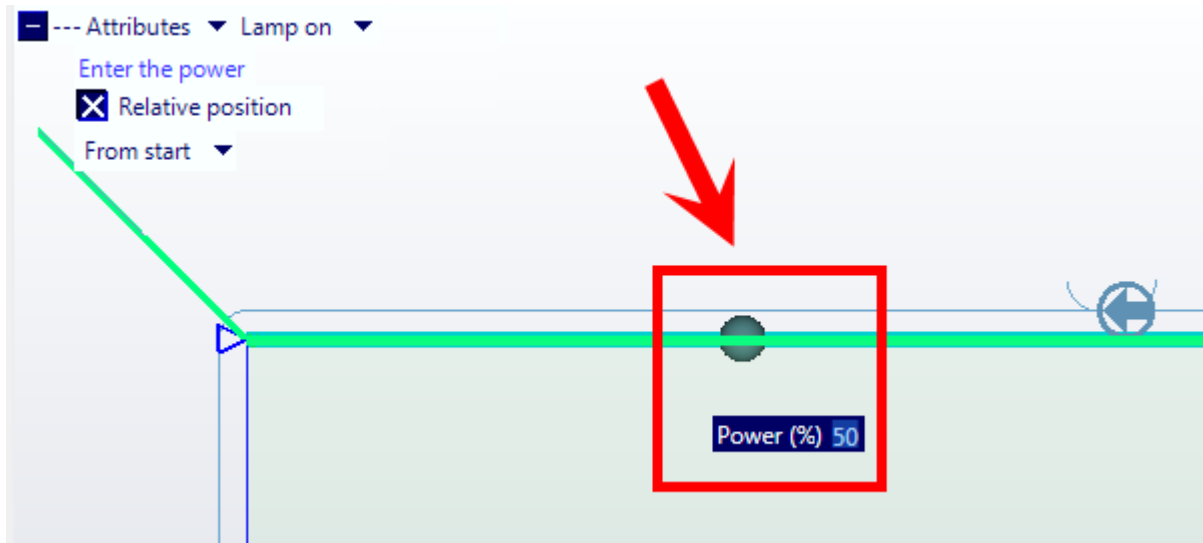 --- Attributes Lamp on
Enter the power
Relative position
From start
Power (%) 50